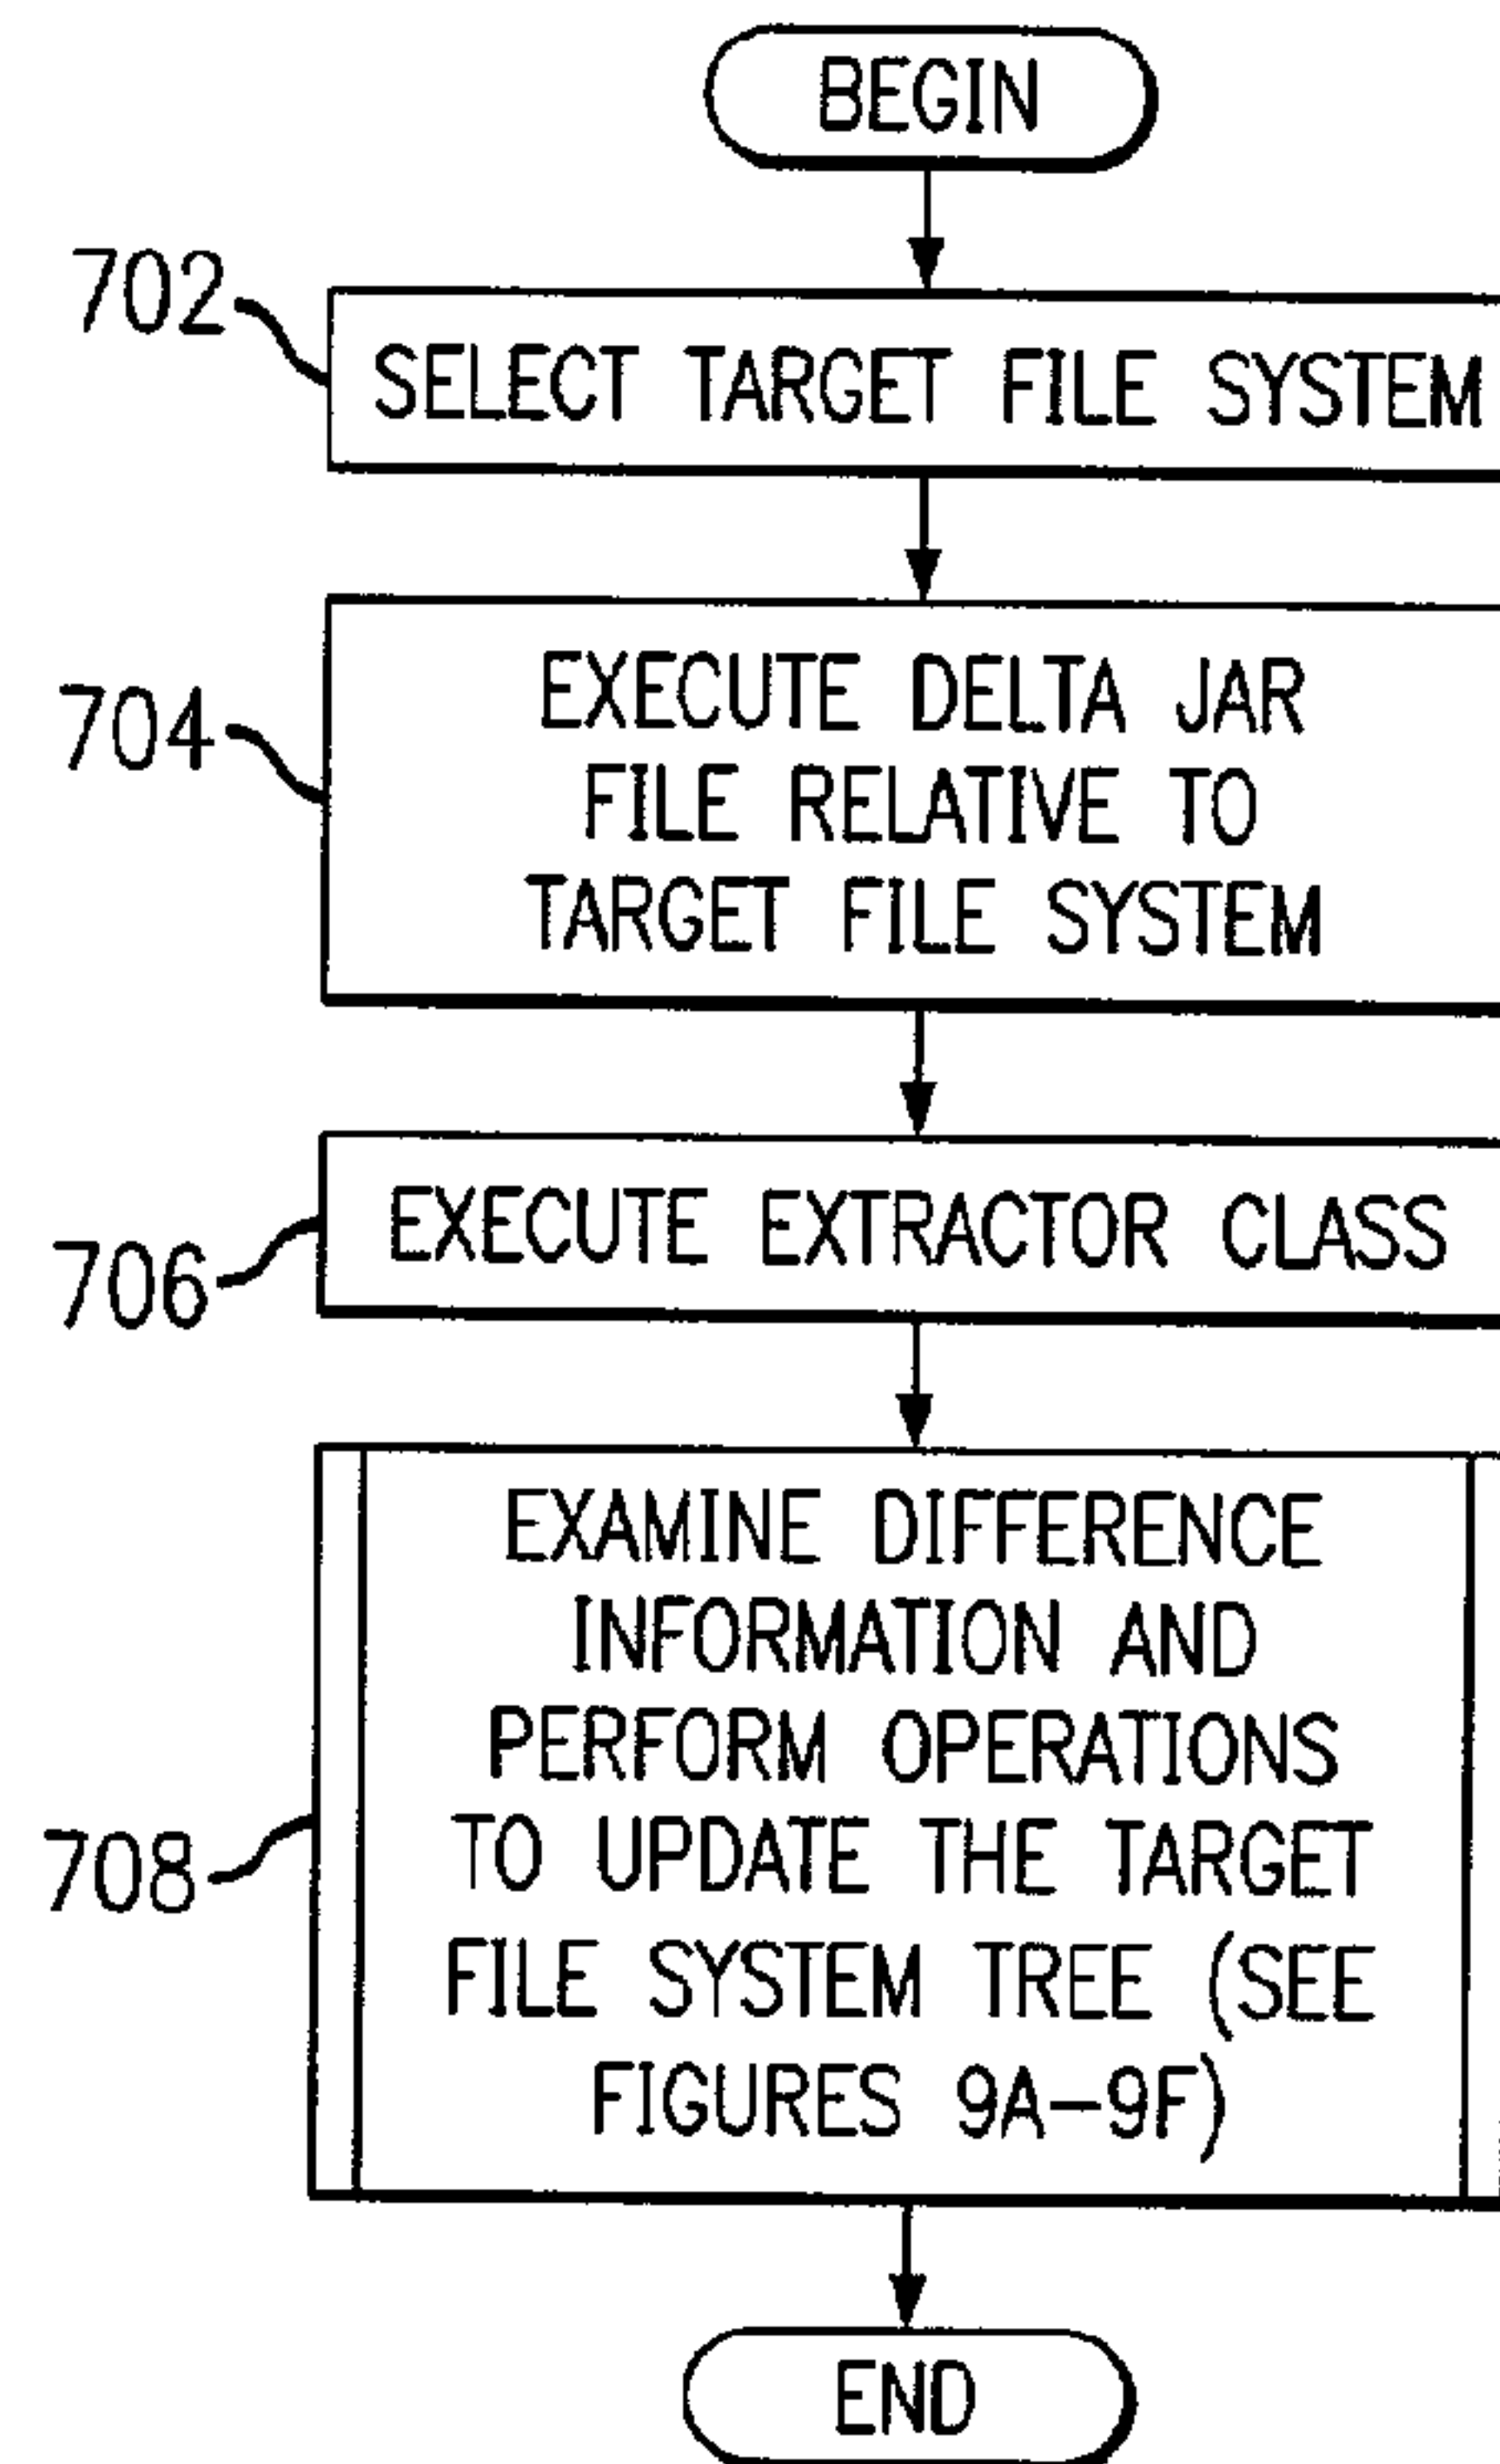 BEGIN
702
SELECT TARGET FILE SYSTEM
704
EXECUTE DELTA JAR
FILE RELATIVE TO
TARGET FILE SYSTEM
706
EXECUTE EXTRACTOR CLASS
708
EXAMINE DIFFERENCE
INFORMATION AND
PERFORM OPERATIONS
TO UPDATE THE TARGET
FILE SYSTEM TREE (SEE
FIGURES 9A-9F)
END